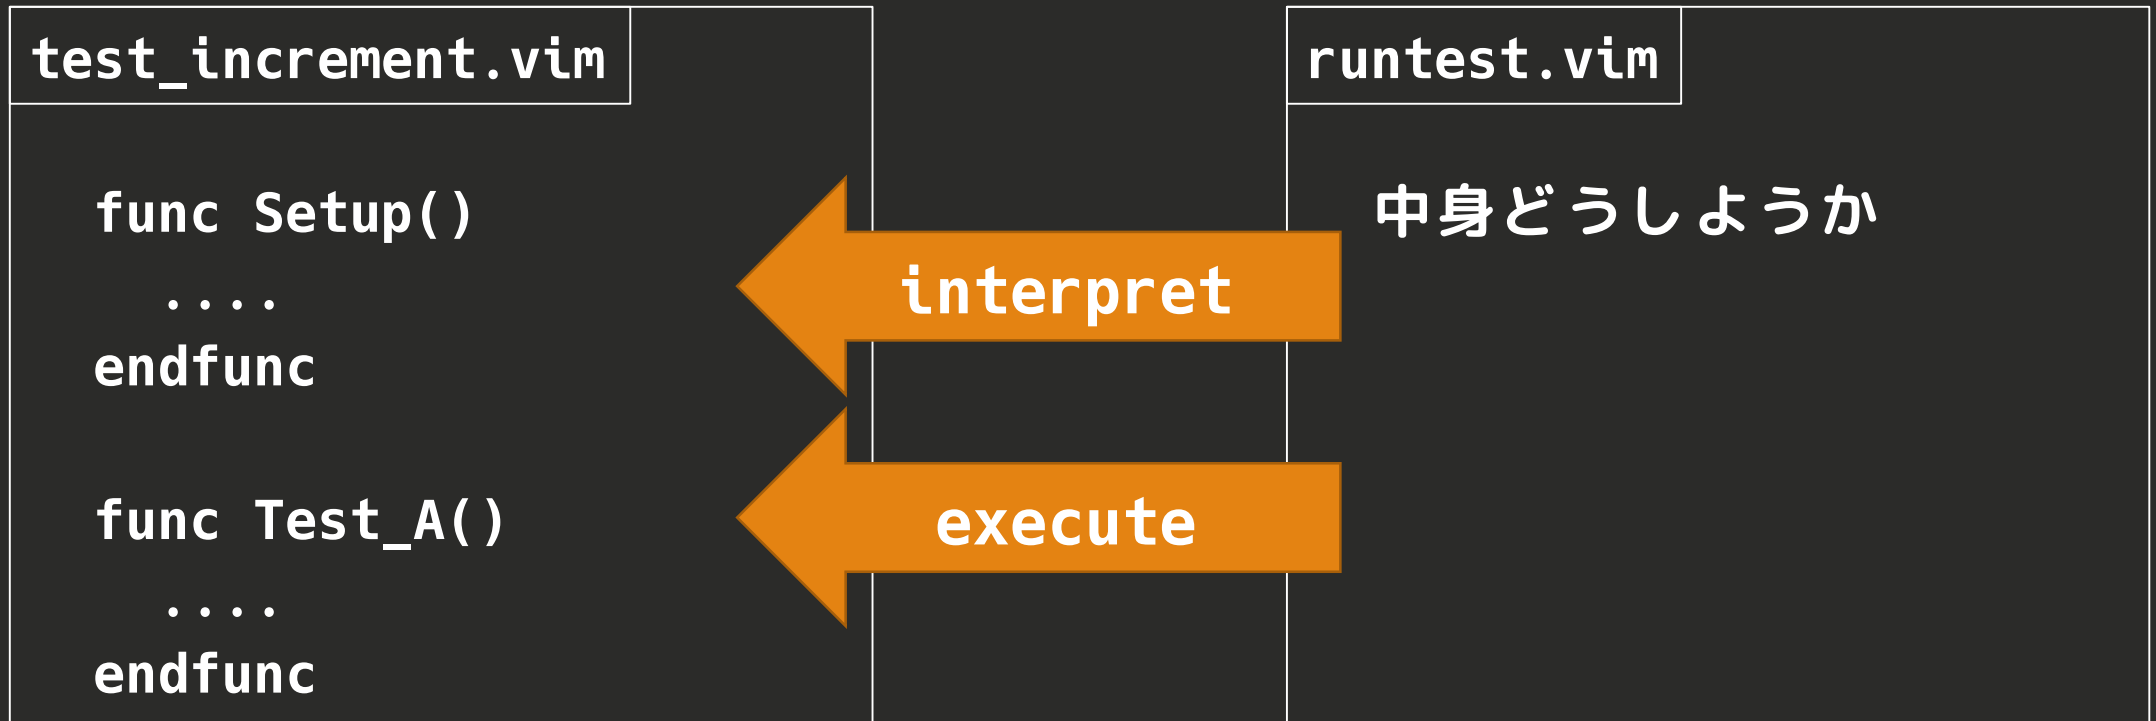 test_increment.vim
func Setup()
....
endfunc
func Test_A()
....
endfunc
interpret
execute
runtest.vim
中身どうしようか